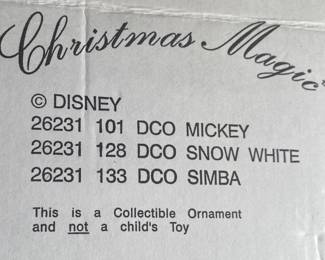 Christmas Magic
© DISNEY
26231 101 DCO MICKEY
26231 128 DCO SNOW WHITE
26231 133 DCO SIMBA
This is a Collectible Ornament
and not a child's Toy